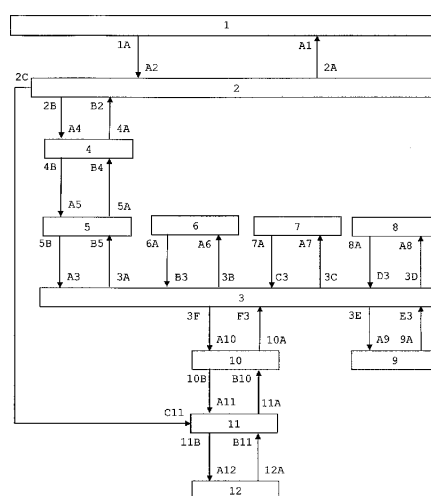 1
1A A1
A2 2A
2C
2
2B B2
A4 4A
4
4B B4
A5 5A
5 6 7 8
5B B5 6A A6 7A A7 8A A8
A3 3A B3 3B C3 3C D3 3D
3
3F F3 3E E3
A10 10A A9 9A
10 9
10B B10
A11 11A
C11
11
11B B11
A12 12A
12